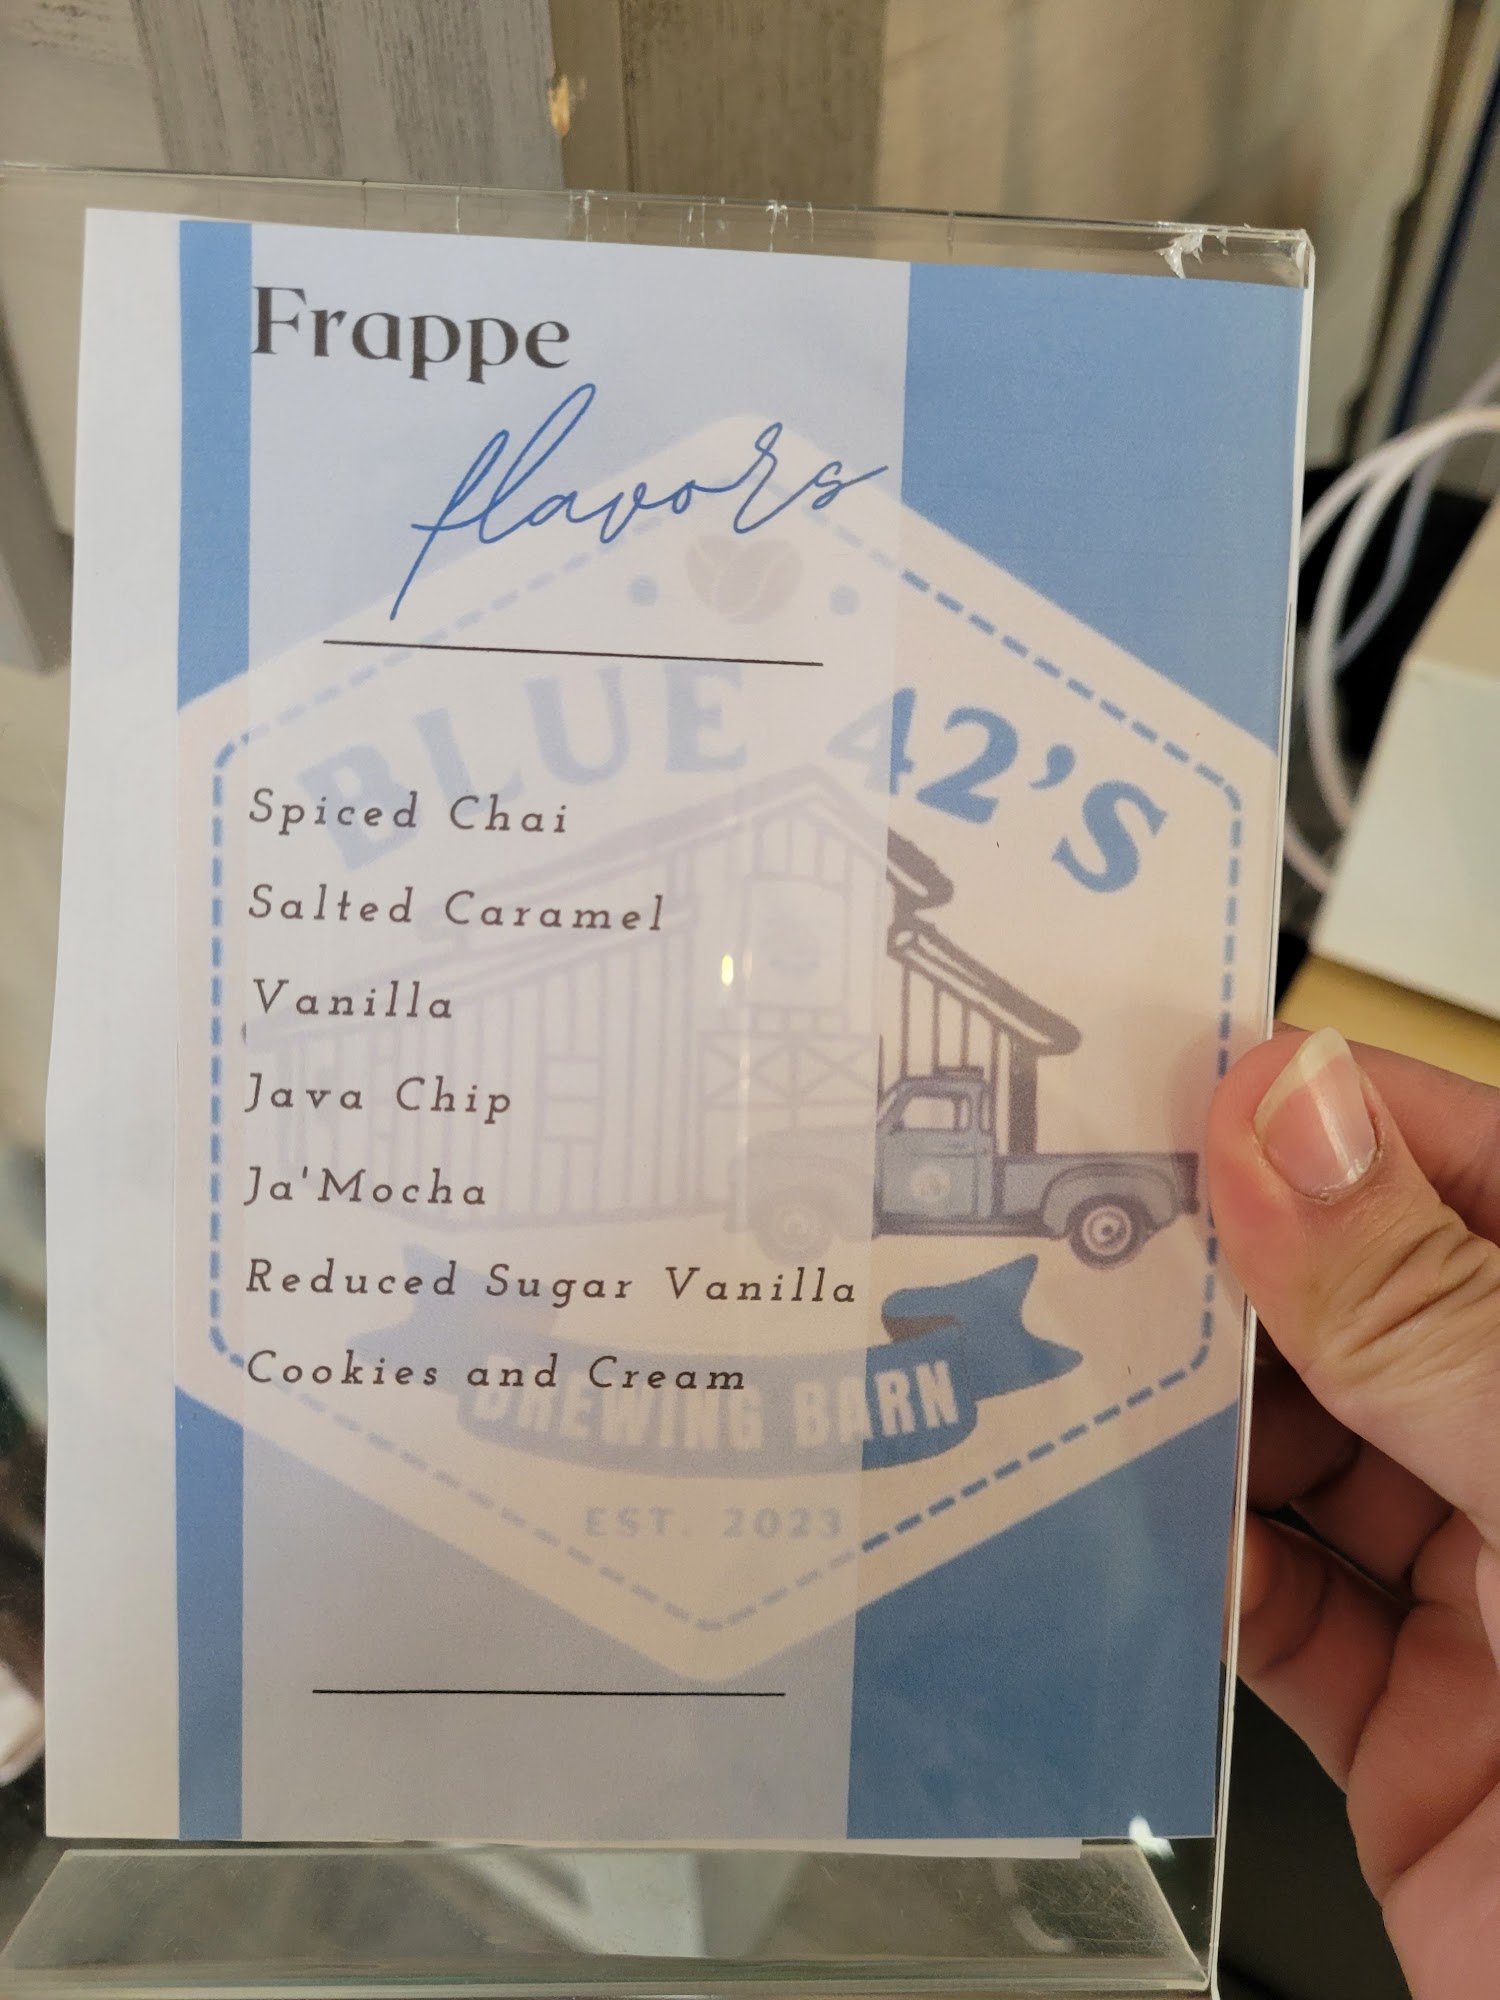 Frappe
flavors
BLUE 42'S
Spiced Chai
Salted Caramel
Vanilla
Java Chip
Ja'Mocha
Reduced Sugar Vanilla
Cookies and Cream
BREWING BARN
EST. 2023